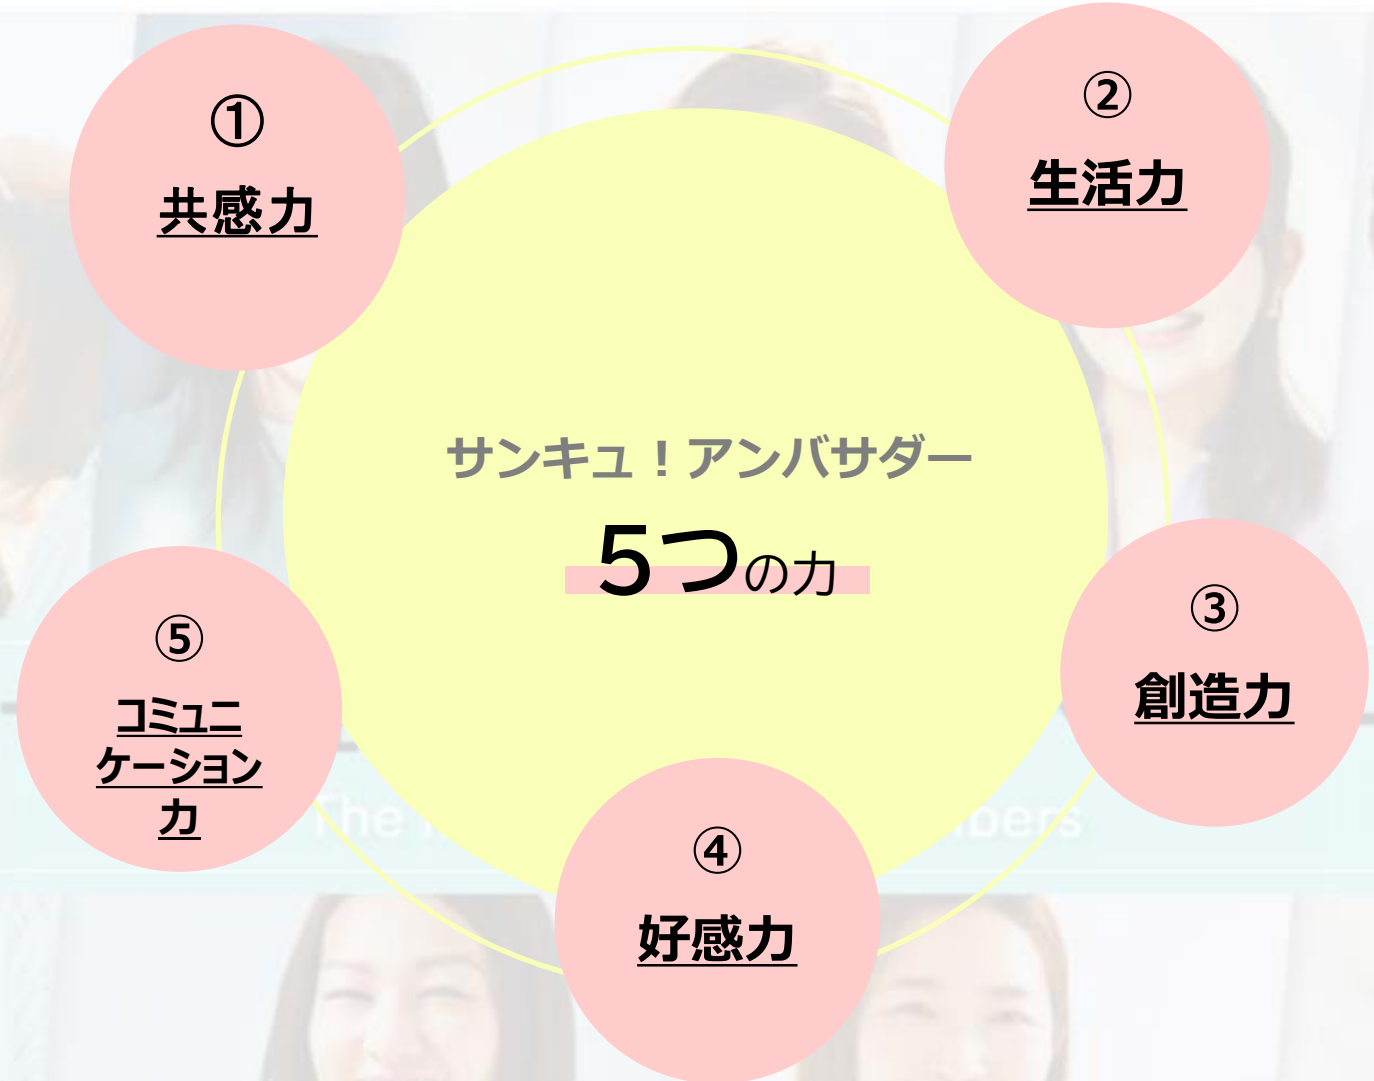 ①
共感力
②
生活力
サンキュ！アンバサダー
5つの力
③
創造力
④
好感力
⑤
コミュニ
ケーション
力
The